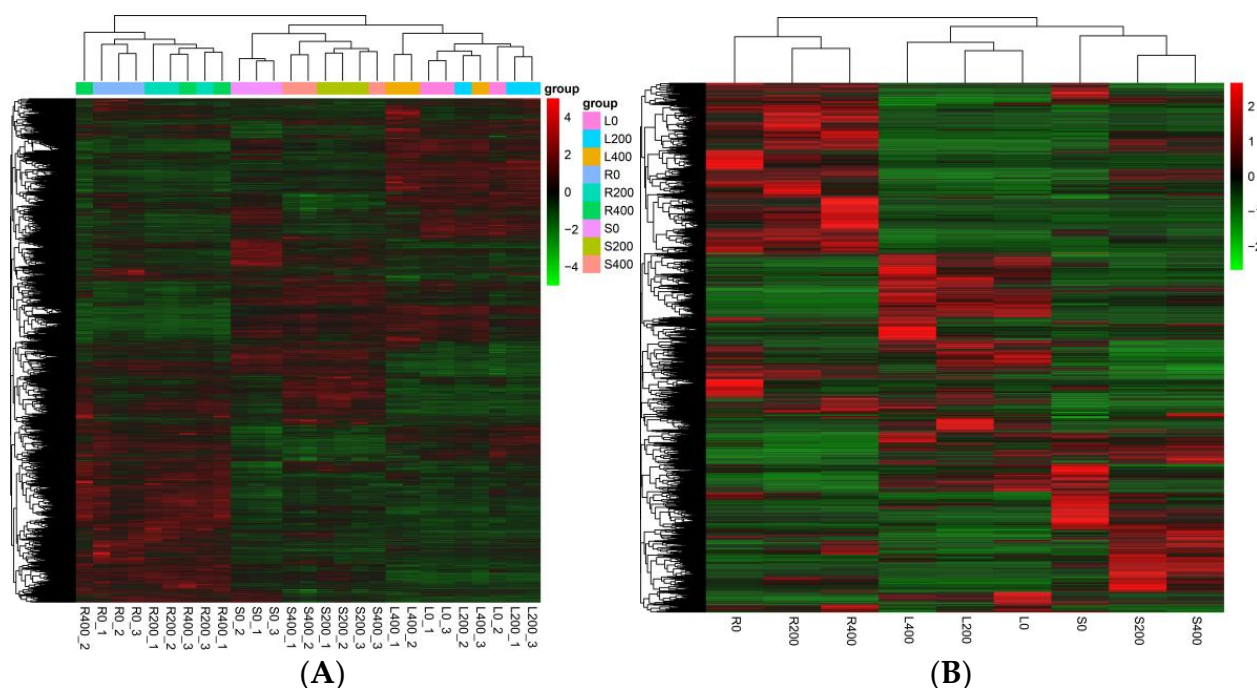 group
4
2
0
−2
−4
group
L0
L200
L400
R0
R200
R400
S0
S200
S400
R400_2
R0_1
R0_2
R0_3
R200_1
R200_2
R400_3
R200_3
R400_1
S0_2
S0_1
S0_3
S400_1
S400_2
S200_1
S200_2
S200_3
S400_3
L400_1
L400_2
L0_1
L0_3
L200_2
L400_3
L0_2
L200_1
L200_3
(A)
2
1
0
−1
−2
R0
R200
R400
L400
L200
L0
S0
S200
S400
(B)